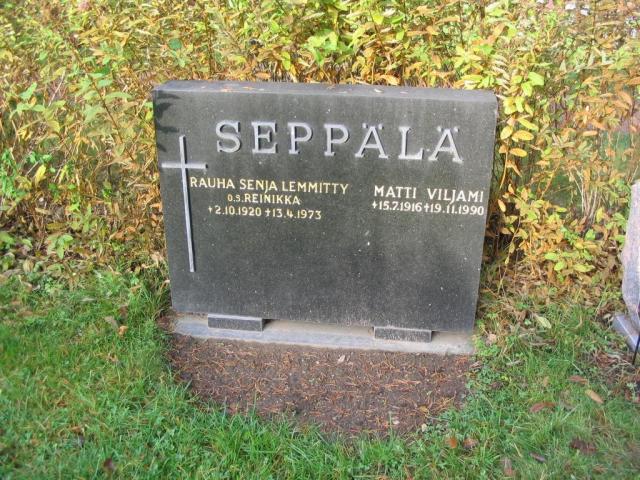 SEPPÄLÄ
RAUHA SENJA LEMMITTY
O.S. REINIKKA
+2.10.1920 +13.4.1973
MATTI VILJAMI
+15.7.1916 +19.11.1990